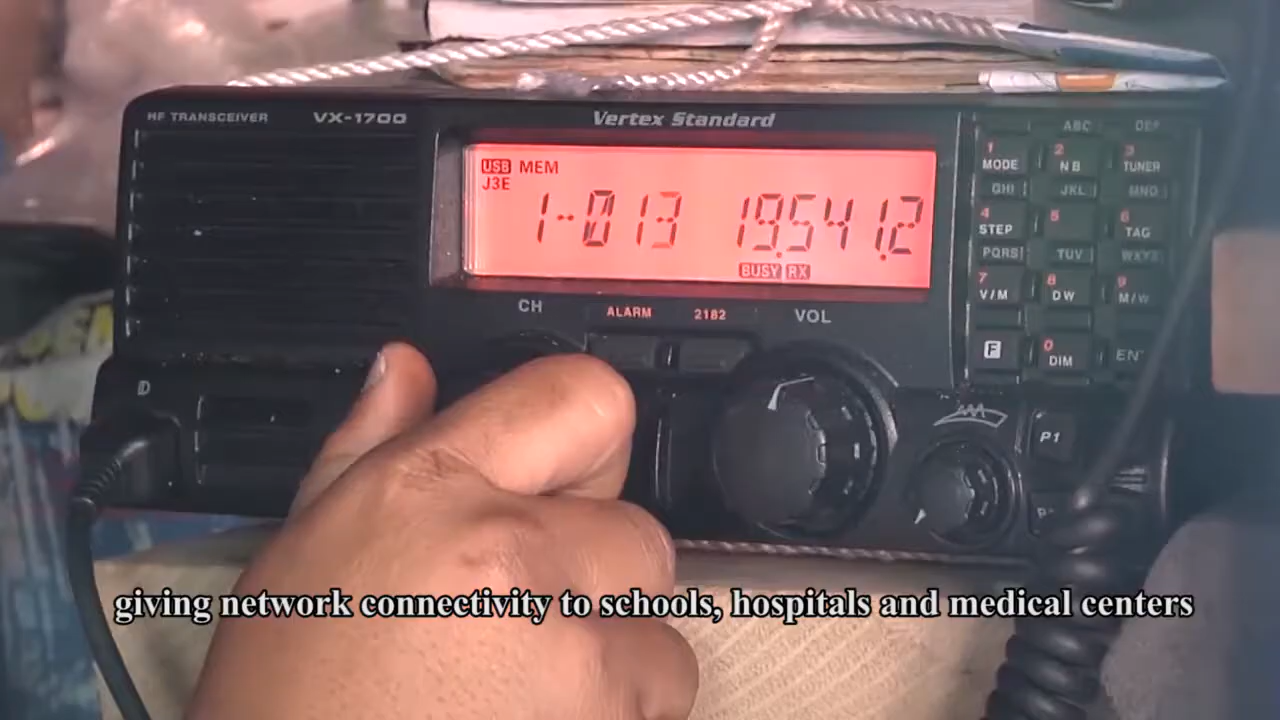 HF TRANSCEIVER VX-1700 Vertex Standard
USB MEM
J3E
1-013 19.541.2
BUSY RX
CH ALARM 2182 VOL
ABC DEF
1 MODE 2 NB 3 TUNER
GHI JKL MNO
4 STEP 5 6 TAG
PQRS TUV WXYZ
7 V/M 8 DW 9 M/W
F 0 DIM
P1
giving network connectivity to schools, hospitals and medical centers